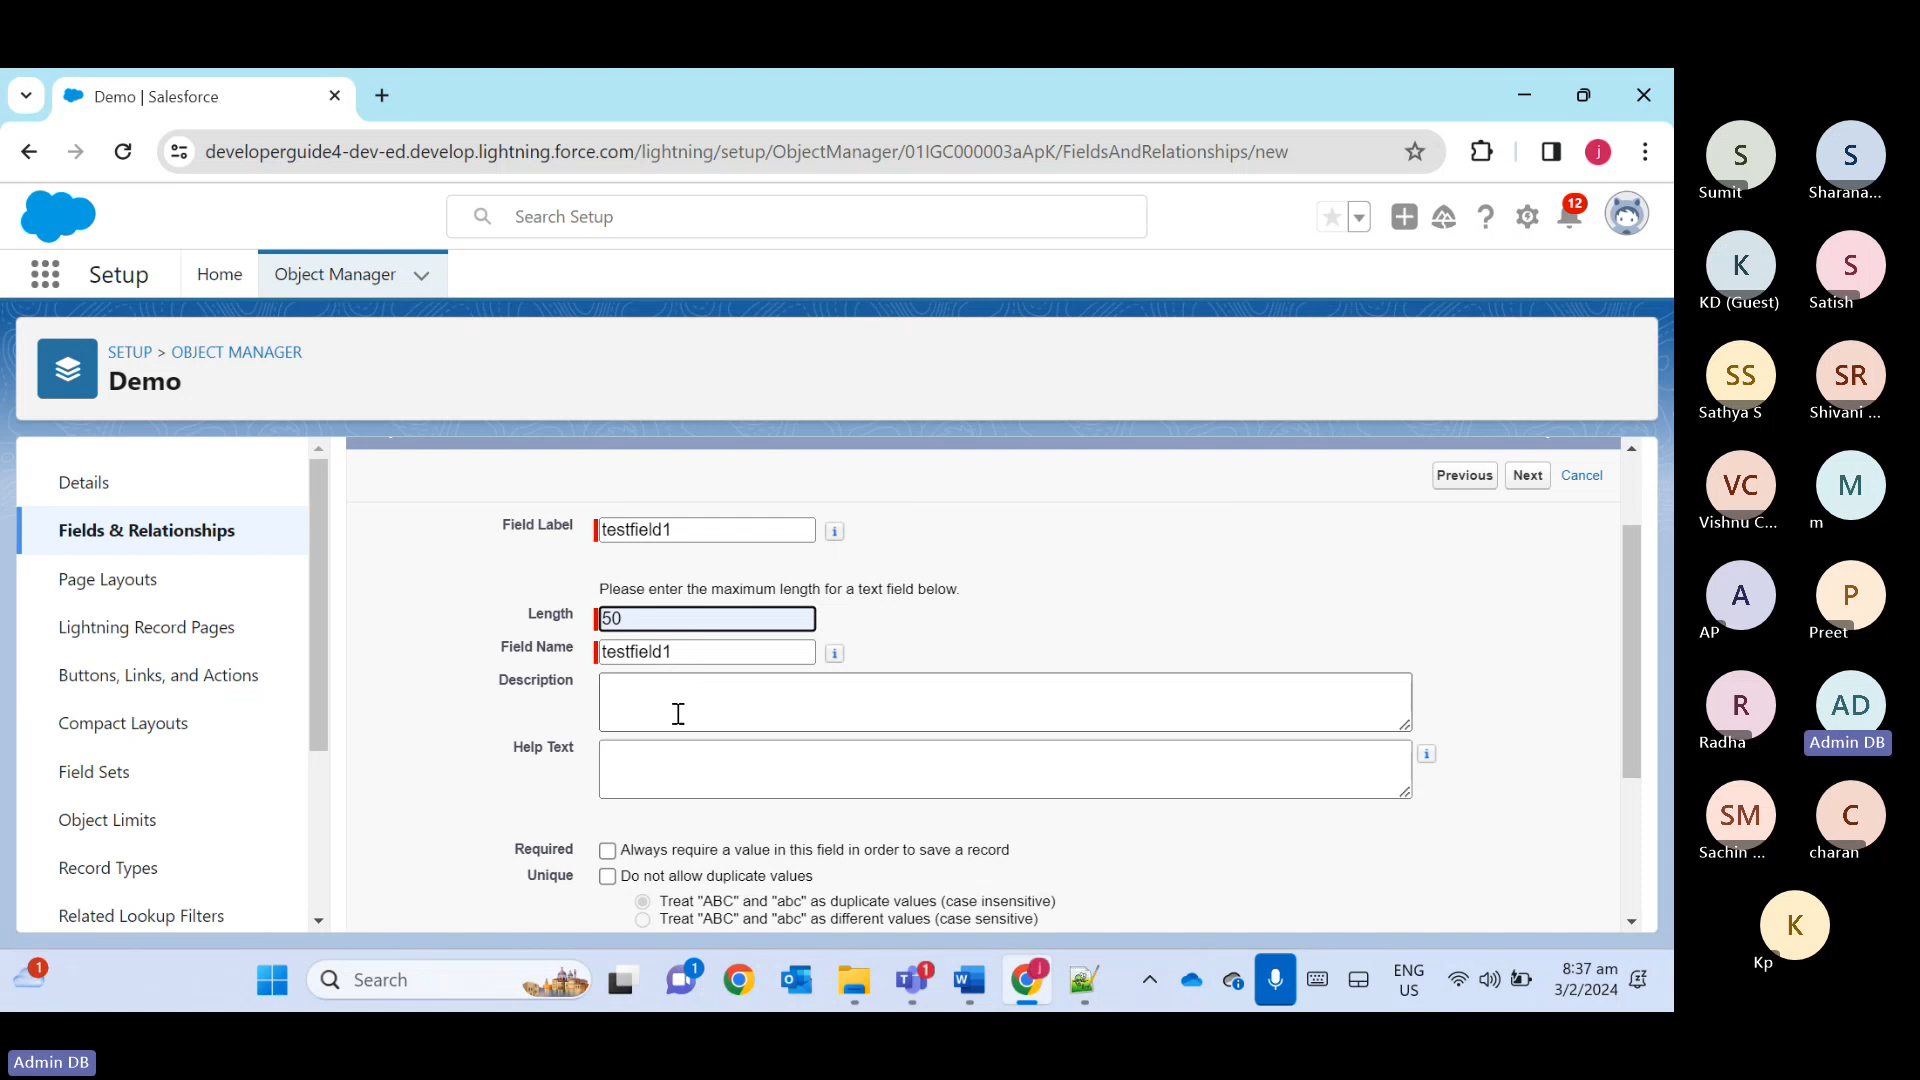 Demo | Salesforce
developerguide4-dev-ed.develop.lightning.force.com/lightning/setup/ObjectManager/01IGC000003aApK/FieldsAndRelationships/new
j
Search Setup
12
Setup
Home
Object Manager
SETUP > OBJECT MANAGER
Demo
Details
Fields & Relationships
Page Layouts
Lightning Record Pages
Buttons, Links, and Actions
Compact Layouts
Field Sets
Object Limits
Record Types
Related Lookup Filters
Previous
Next
Cancel
Field Label
testfield1
i
Please enter the maximum length for a text field below.
Length
50
Field Name
testfield1
i
Description
Help Text
i
Required
Always require a value in this field in order to save a record
Unique
Do not allow duplicate values
Treat "ABC" and "abc" as duplicate values (case insensitive)
Treat "ABC" and "abc" as different values (case sensitive)
1
Search
1
1
j
ENG
US
8:37 am
3/2/2024
S
Sumit
S
Sharana...
K
KD (Guest)
S
Satish
SS
Sathya S
SR
Shivani ...
VC
Vishnu C...
M
m
A
AP
P
Preet
R
Radha
AD
Admin DB
SM
Sachin ...
C
charan
K
Kp
Admin DB